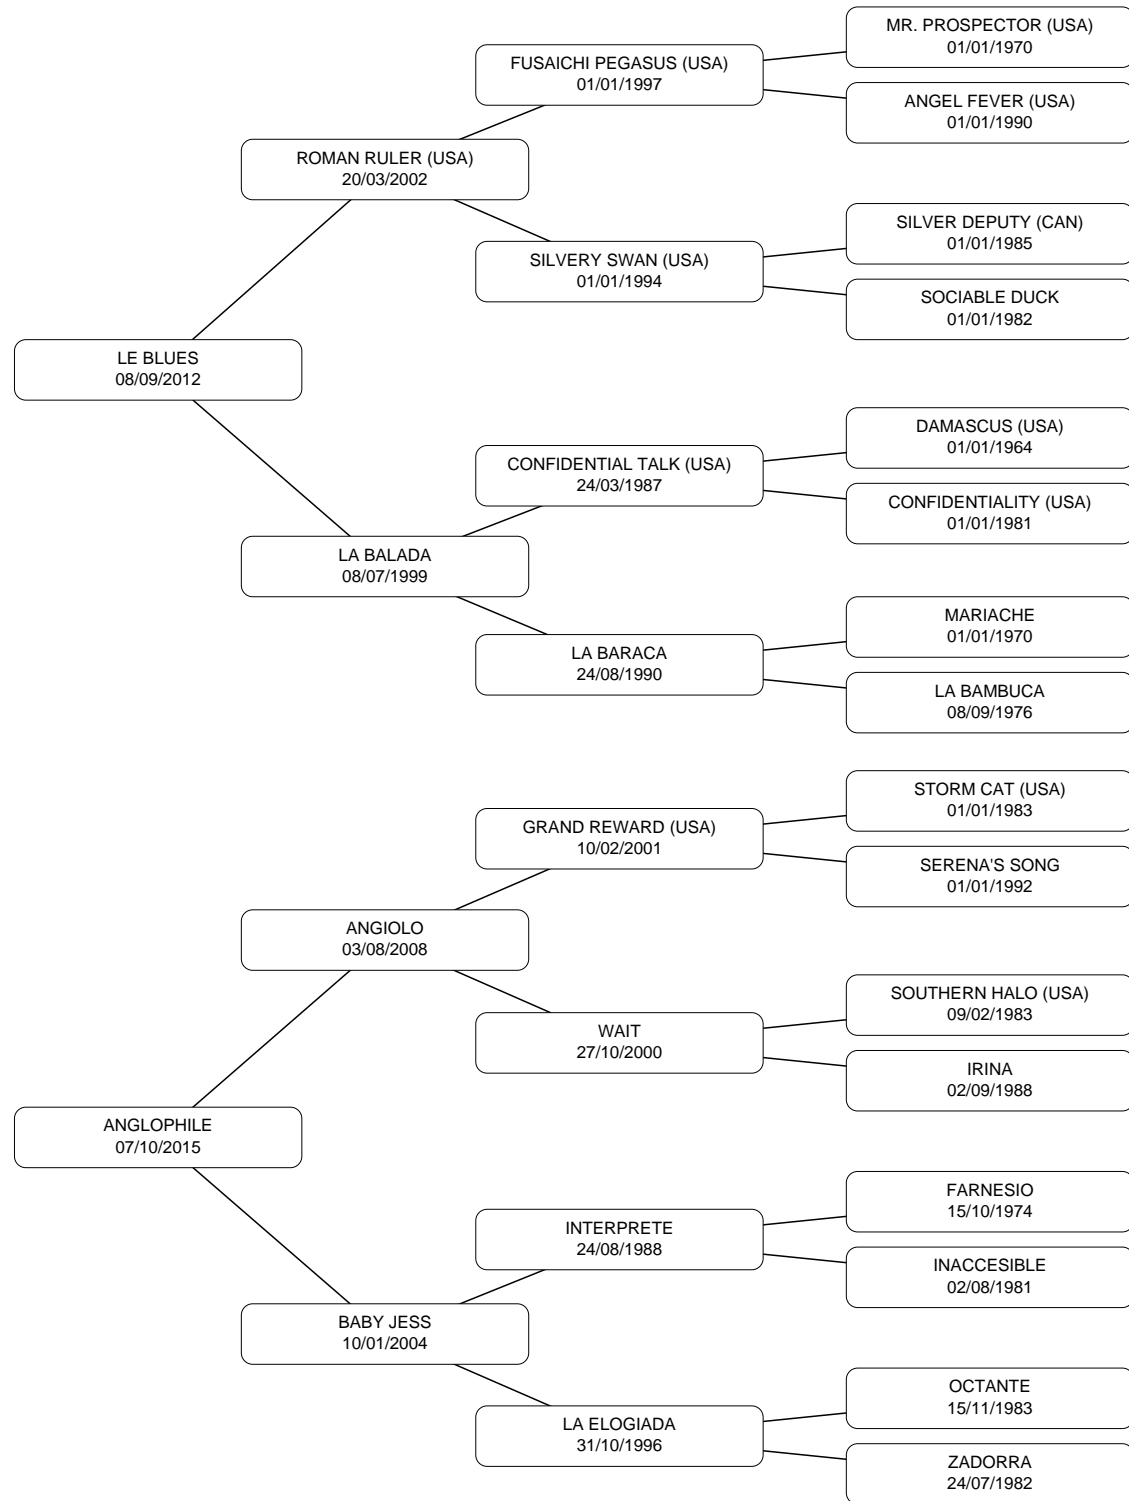 MR. PROSPECTOR (USA)
01/01/1970
FUSAICHI PEGASUS (USA)
01/01/1997
ANGEL FEVER (USA)
01/01/1990
ROMAN RULER (USA)
20/03/2002
SILVER DEPUTY (CAN)
01/01/1985
SILVERY SWAN (USA)
01/01/1994
SOCIABLE DUCK
01/01/1982
LE BLUES
08/09/2012
DAMASCUS (USA)
01/01/1964
CONFIDENTIAL TALK (USA)
24/03/1987
CONFIDENTIALITY (USA)
01/01/1981
LA BALADA
08/07/1999
MARIACHE
01/01/1970
LA BARACA
24/08/1990
LA BAMBUCA
08/09/1976
STORM CAT (USA)
01/01/1983
GRAND REWARD (USA)
10/02/2001
SERENA'S SONG
01/01/1992
ANGIOLO
03/08/2008
SOUTHERN HALO (USA)
09/02/1983
WAIT
27/10/2000
IRINA
02/09/1988
ANGLOPHILE
07/10/2015
FARNESIO
15/10/1974
INTERPRETE
24/08/1988
INACCESIBLE
02/08/1981
BABY JESS
10/01/2004
OCTANTE
15/11/1983
LA ELOGIADA
31/10/1996
ZADORRA
24/07/1982